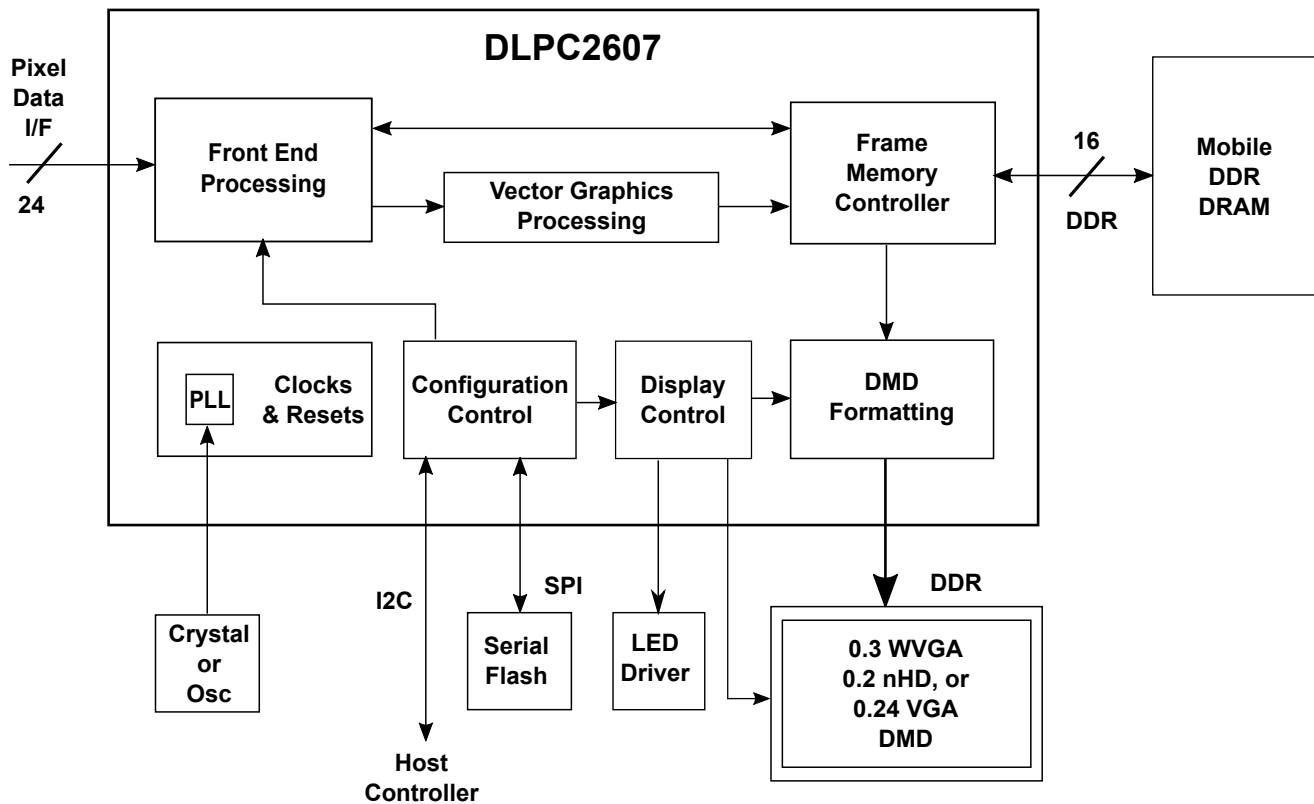 DLPC2607
Pixel
Data
I/F
24
Front End
Processing
Vector Graphics
Processing
Frame
Memory
Controller
16
DDR
Mobile
DDR
DRAM
PLL
Clocks
& Resets
Configuration
Control
Display
Control
DMD
Formatting
I2C
SPI
DDR
Crystal
or
Osc
Serial
Flash
LED
Driver
0.3 WVGA
0.2 nHD, or
0.24 VGA
DMD
Host
Controller